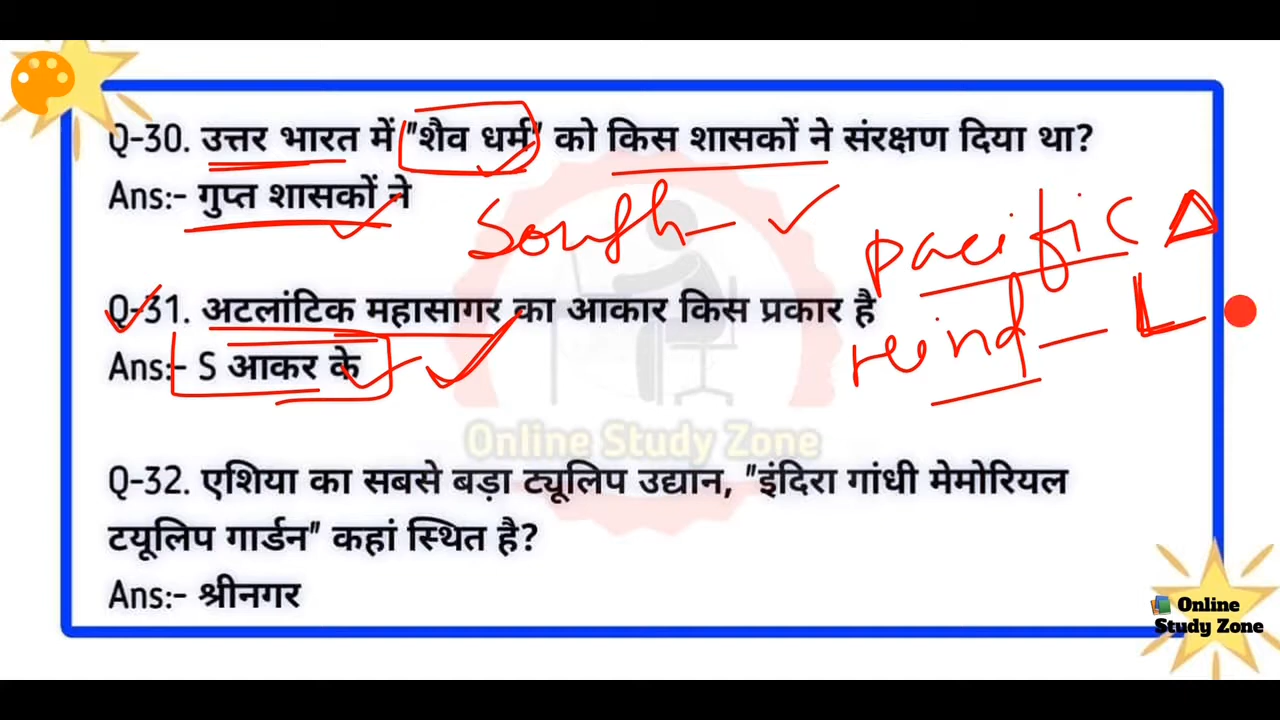 Q-30. उत्तर भारत में "शैव धर्म" को किस शासकों ने संरक्षण दिया था?
Ans:- गुप्त शासकों ने
South-
pacific
Q-31. अटलांटिक महासागर का आकार किस प्रकार है
Ans:- S आकर के
L
Online Study Zone
Q-32. एशिया का सबसे बड़ा ट्यूलिप उद्यान, "इंदिरा गांधी मेमोरियल
टयूलिप गार्डन" कहां स्थित है?
Ans:- श्रीनगर
Online
Study Zone